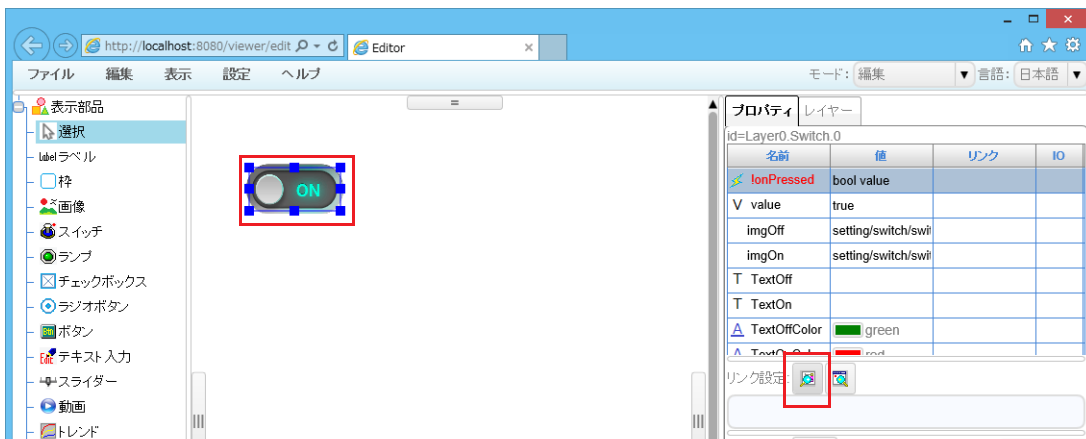 http://localhost:8080/viewer/edit
Editor
ファイル 編集 表示 設定 ヘルプ
モード: 編集 言語: 日本語
表示部品
選択
label ラベル
枠
画像
スイッチ
ランプ
チェックボックス
ラジオボタン
Btn ボタン
Edit テキスト入力
スライダー
動画
トレンド
ON
プロパティ レイヤー
id=Layer0.Switch.0
名前 値 リンク IO
!onPressed bool value
V value true
imgOff setting/switch/swit
imgOn setting/switch/swit
T TextOff
T TextOn
A TextOffColor green
A TextOnColor red
リンク設定: